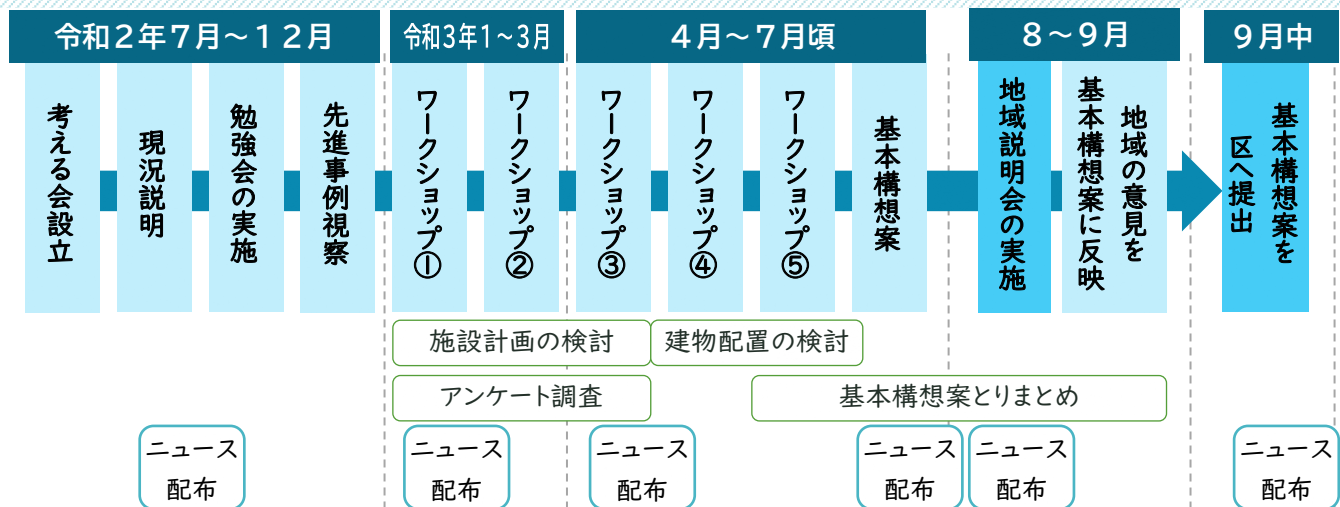 令和2年7月～12月
令和3年1～3月
4月～7月頃
8～9月
9月中
考える会設立
現況説明
勉強会の実施
先進事例視察
ワークショップ①
ワークショップ②
ワークショップ③
ワークショップ④
ワークショップ⑤
基本構想案
地域説明会の実施
地域の意見を
基本構想案に反映
基本構想案を
区へ提出
施設計画の検討
建物配置の検討
アンケート調査
基本構想案とりまとめ
ニュース
配布
ニュース
配布
ニュース
配布
ニュース
配布
ニュース
配布
ニュース
配布